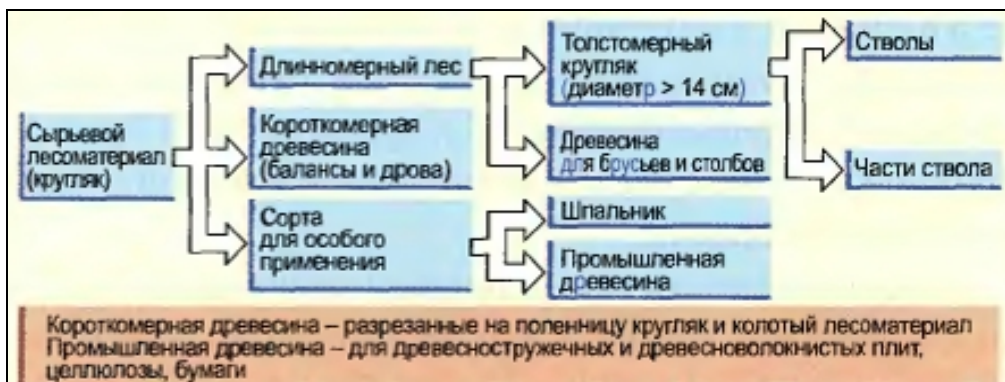 Сырьевой
лесоматериал
(кругляк)
Длинномерный лес
Короткомерная
древесина
(балансы и дрова)
Сорта
для особого
применения
Толстомерный
кругляк
(диаметр > 14 см)
Древесина
для брусьев и столбов
Шпальник
Промышленная
древесина
Стволы
Части ствола
Короткомерная древесина – разрезанные на поленницу кругляк и колотый лесоматериал
Промышленная древесина – для древесностружечных и древесноволокнистых плит,
целлюлозы, бумаги